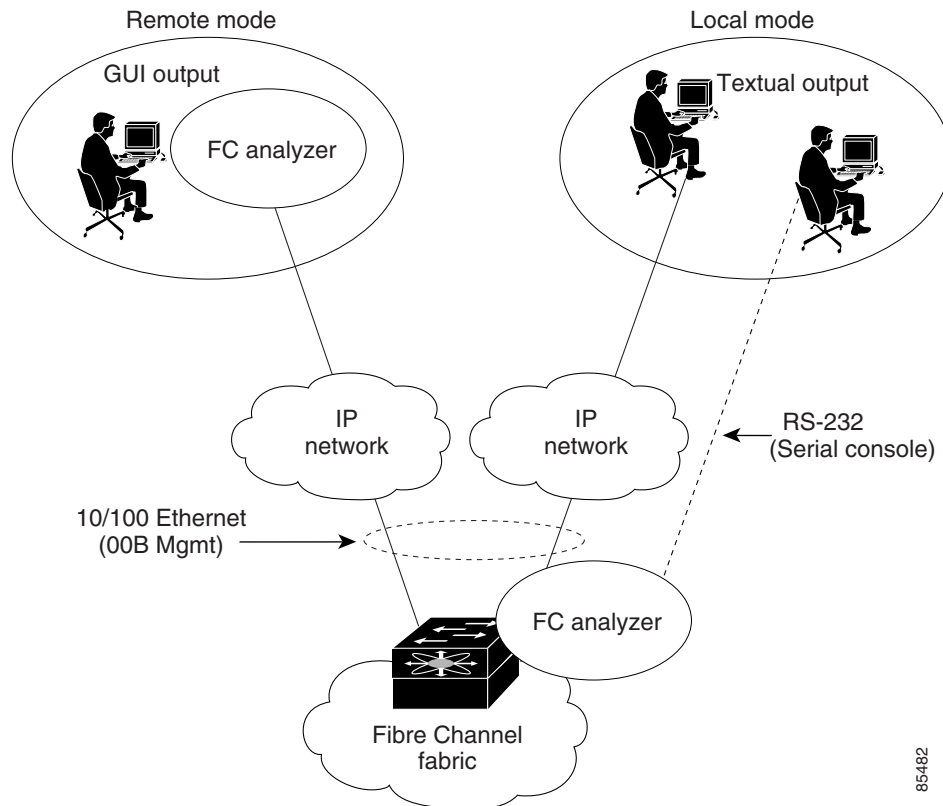 Remote mode
Local mode
GUI output
FC analyzer
Textual output
IP
network
IP
network
RS-232
(Serial console)
10/100 Ethernet
(00B Mgmt)
FC analyzer
Fibre Channel
fabric
85482